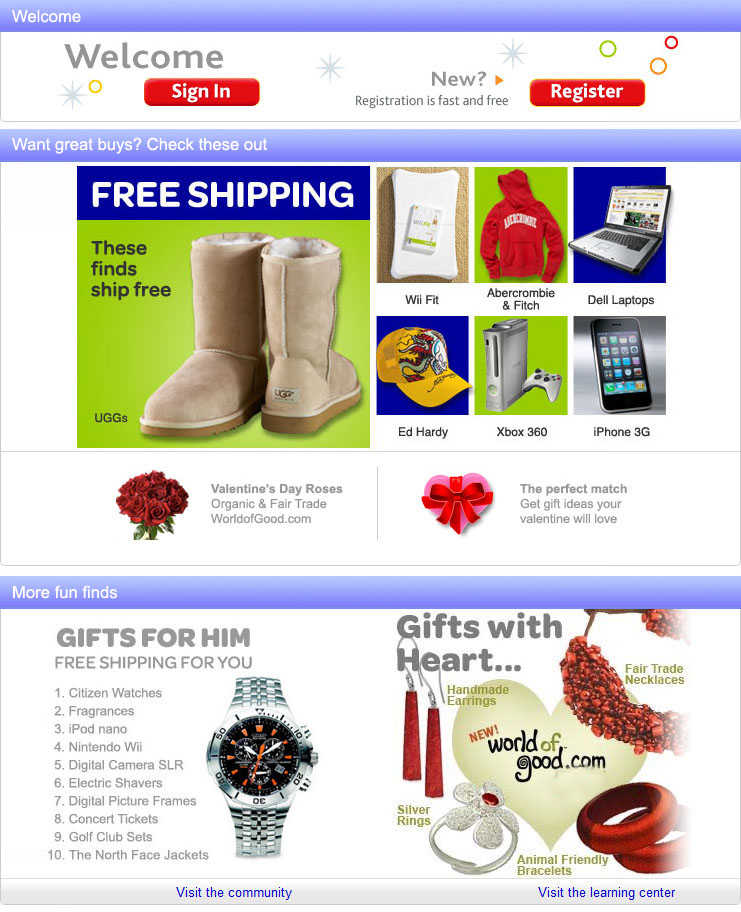 Welcome
Welcome
Sign In
New?
Registration is fast and free
Register
Want great buys? Check these out
FREE SHIPPING
These
finds
ship free
UGG
UGGs
Wii Fit
ABERCROMBIE
Abercrombie
& Fitch
Dell Laptops
Ed Hardy
Xbox 360
iPhone 3G
Valentine's Day Roses
Organic & Fair Trade
WorldofGood.com
The perfect match
Get gift ideas your
valentine will love
More fun finds
GIFTS FOR HIM
FREE SHIPPING FOR YOU
1. Citizen Watches
2. Fragrances
3. iPod nano
4. Nintendo Wii
5. Digital Camera SLR
6. Electric Shavers
7. Digital Picture Frames
8. Concert Tickets
9. Golf Club Sets
10. The North Face Jackets
Gifts with
Heart...
Fair Trade
Necklaces
Handmade
Earrings
NEW!
world of
good.com
Silver
Rings
Animal Friendly
Bracelets
Visit the community
Visit the learning center